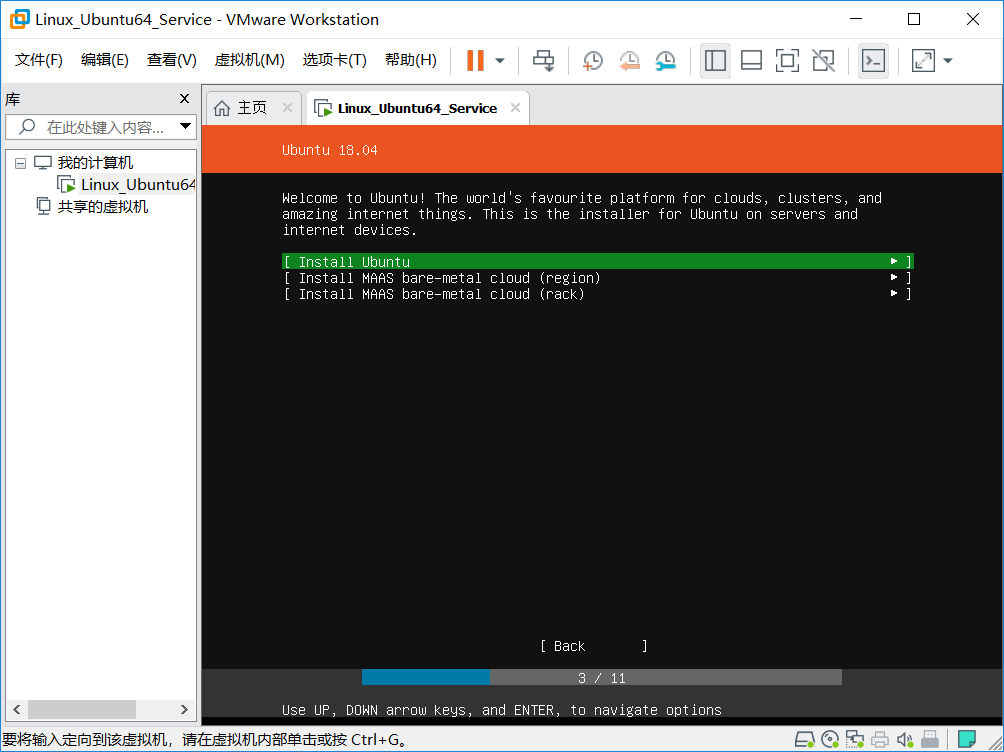 Linux_Ubuntu64_Service - VMware Workstation
文件(F) 编辑(E) 查看(V) 虚拟机(M) 选项卡(T) 帮助(H)
库
在此处键入内容...
我的计算机
Linux_Ubuntu64
共享的虚拟机
主页
Linux_Ubuntu64_Service
Ubuntu 18.04
Welcome to Ubuntu! The world's favourite platform for clouds, clusters, and
amazing internet things. This is the installer for Ubuntu on servers and
internet devices.
[ Install Ubuntu ▸ ]
[ Install MAAS bare-metal cloud (region) ▸ ]
[ Install MAAS bare-metal cloud (rack) ▸ ]
[ Back ]
3 / 11
Use UP, DOWN arrow keys, and ENTER, to navigate options
要将输入定向到该虚拟机，请在虚拟机内部单击或按 Ctrl+G。